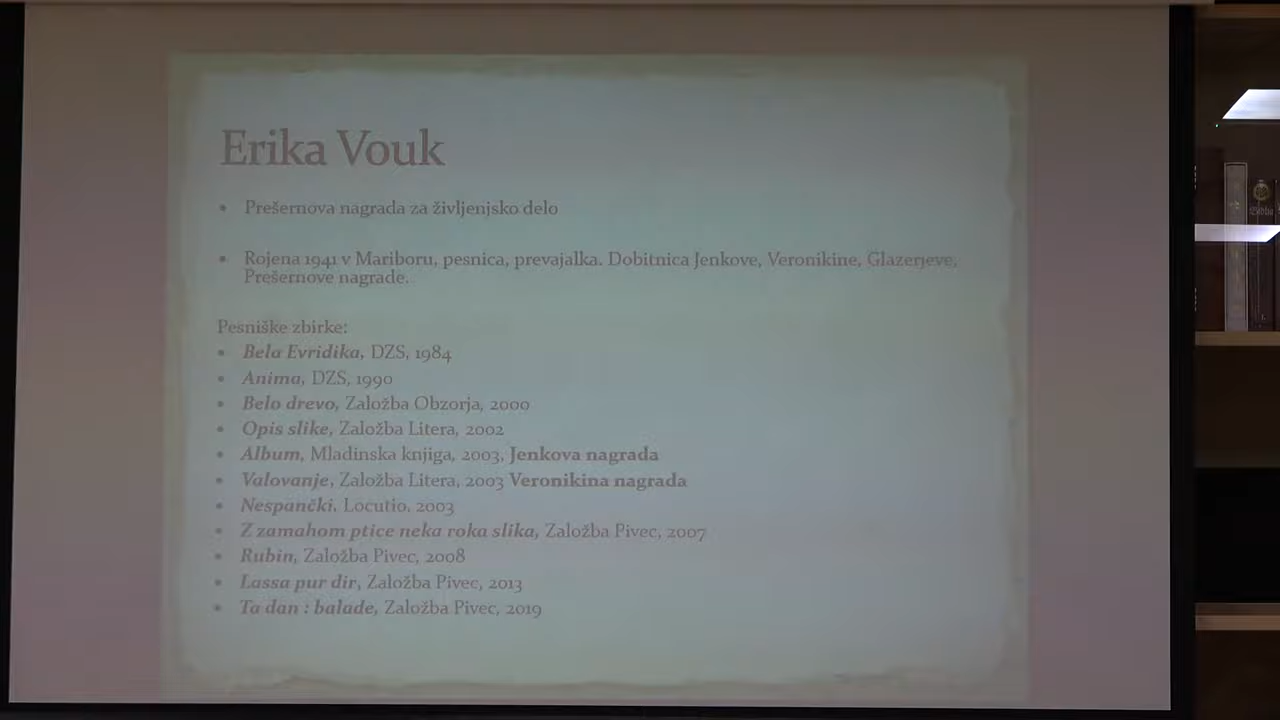 Erika Vouk
• Prešernova nagrada za življenjsko delo
• Rojena 1941 v Mariboru, pesnica, prevajalka. Dobitnica Jenkove, Veronikine, Glazerjeve,
Prešernove nagrade.
Pesniške zbirke:
• Bela Evridika, DZS, 1984
• Anima, DZS, 1990
• Belo drevo, Založba Obzorja, 2000
• Opis slike, Založba Litera, 2002
• Album, Mladinska knjiga, 2003, Jenkova nagrada
• Valovanje, Založba Litera, 2003 Veronikina nagrada
• Nespančki, Locutio, 2003
• Z zamahom ptice neka roka slika, Založba Pivec, 2007
• Rubin, Založba Pivec, 2008
• Lassa pur dir, Založba Pivec, 2013
• Ta dan : balade, Založba Pivec, 2019